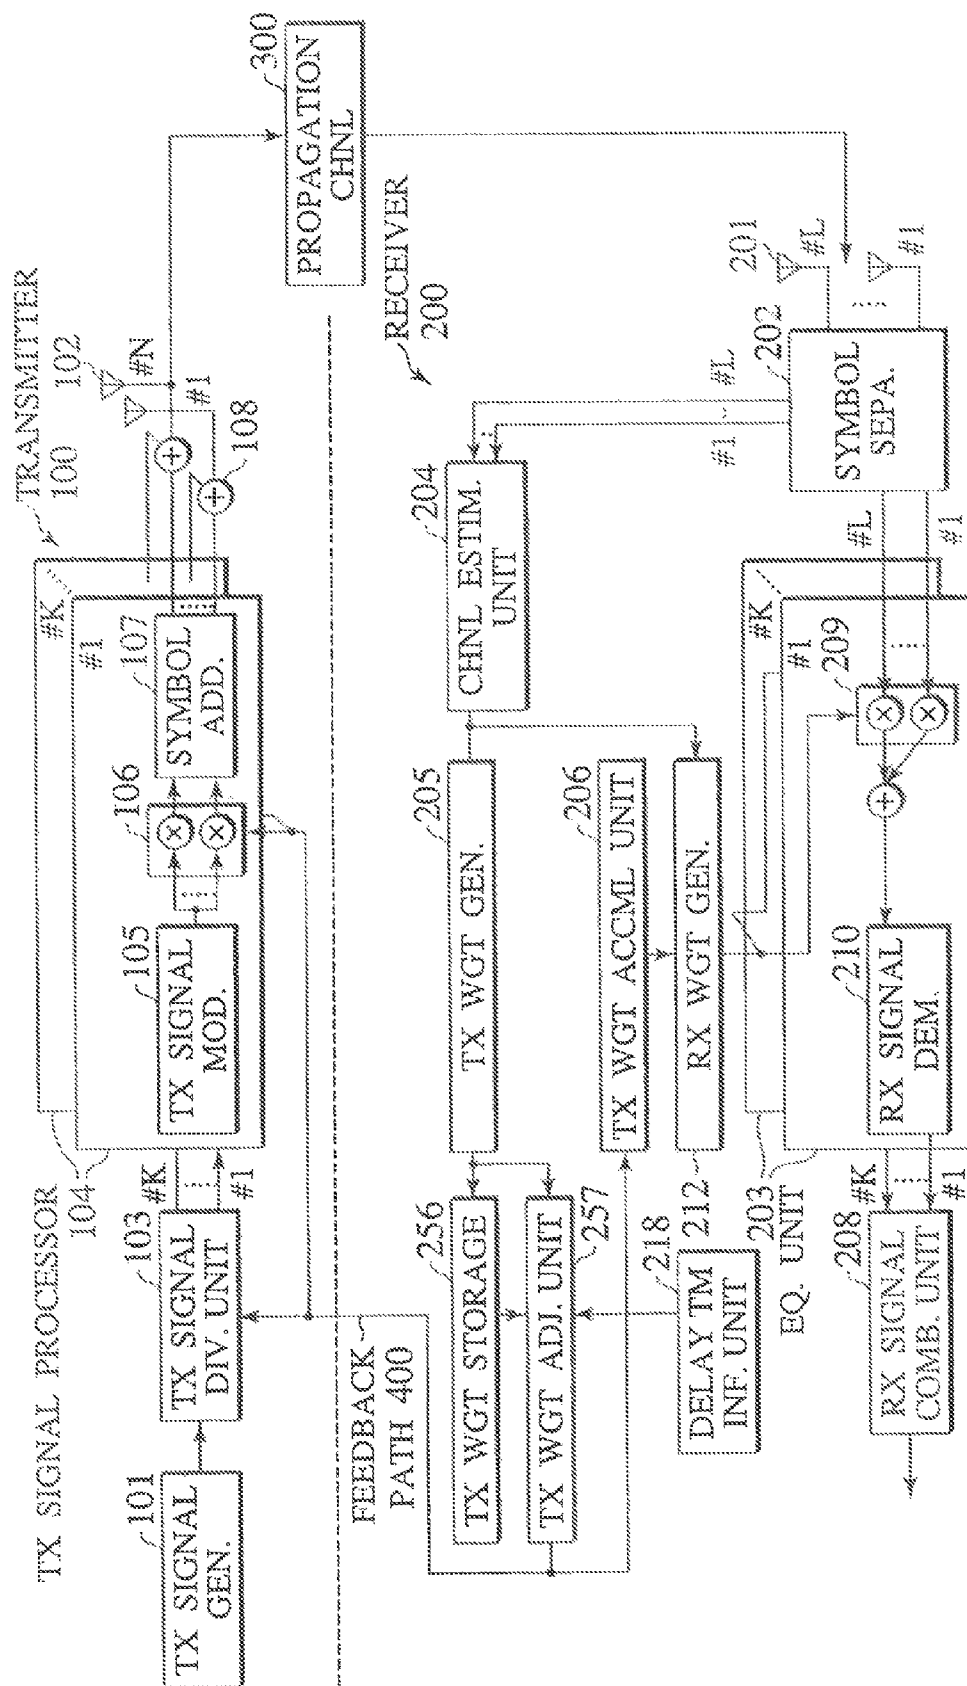 TX SIGNAL PROCESSOR
TRANSMITTER
100
104
101
TX SIGNAL
GEN.
103
TX SIGNAL
DIV. UNIT
#K
#1
#K
#1
105
TX SIGNAL
MOD.
106
107
SYMBOL
ADD.
108
102
#N
#1
300
PROPAGATION
CHNL
FEEDBACK
PATH 400
RECEIVER
200
256
TX WGT STORAGE
TX WGT ADJ. UNIT
257
218
DELAY TM
INF. UNIT
205
TX WGT GEN.
206
TX WGT ACCML UNIT
RX WGT GEN.
212
204
CHNL ESTIM.
UNIT
#L
#1
201
#L
#1
202
SYMBOL
SEPA.
#L
#1
203
EQ. UNIT
#K
#1
209
210
RX SIGNAL
DEM.
#K
#1
208
RX SIGNAL
COMB. UNIT